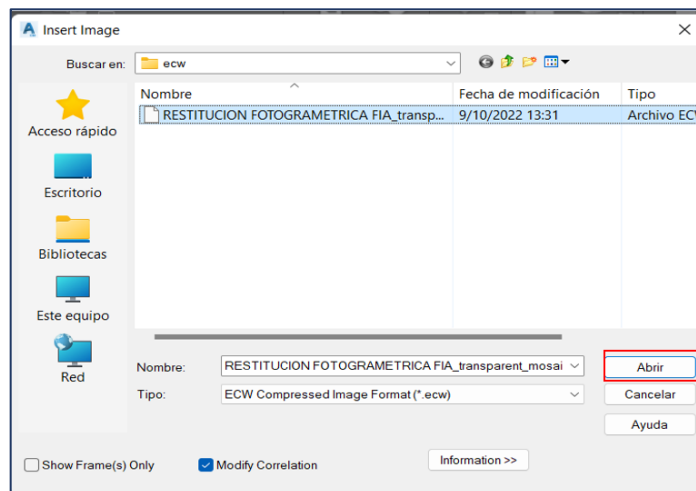 Insert Image
Buscar en:
ecw
Nombre
Fecha de modificación
Tipo
RESTITUCION FOTOGRAMETRICA FIA_transp...
9/10/2022 13:31
Archivo EC
Acceso rápido
Escritorio
Bibliotecas
Este equipo
Red
Nombre:
RESTITUCION FOTOGRAMETRICA FIA_transparent_mosai
Abrir
Tipo:
ECW Compressed Image Format (*.ecw)
Cancelar
Ayuda
Show Frame(s) Only
Modify Correlation
Information >>